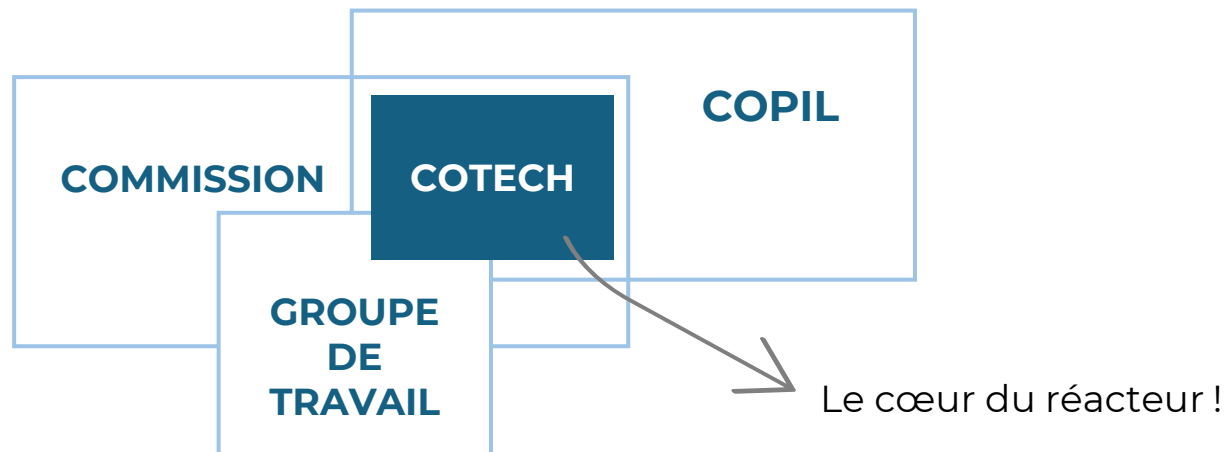 COPIL
COMMISSION
COTECH
GROUPE
DE
TRAVAIL
Le cœur du réacteur !